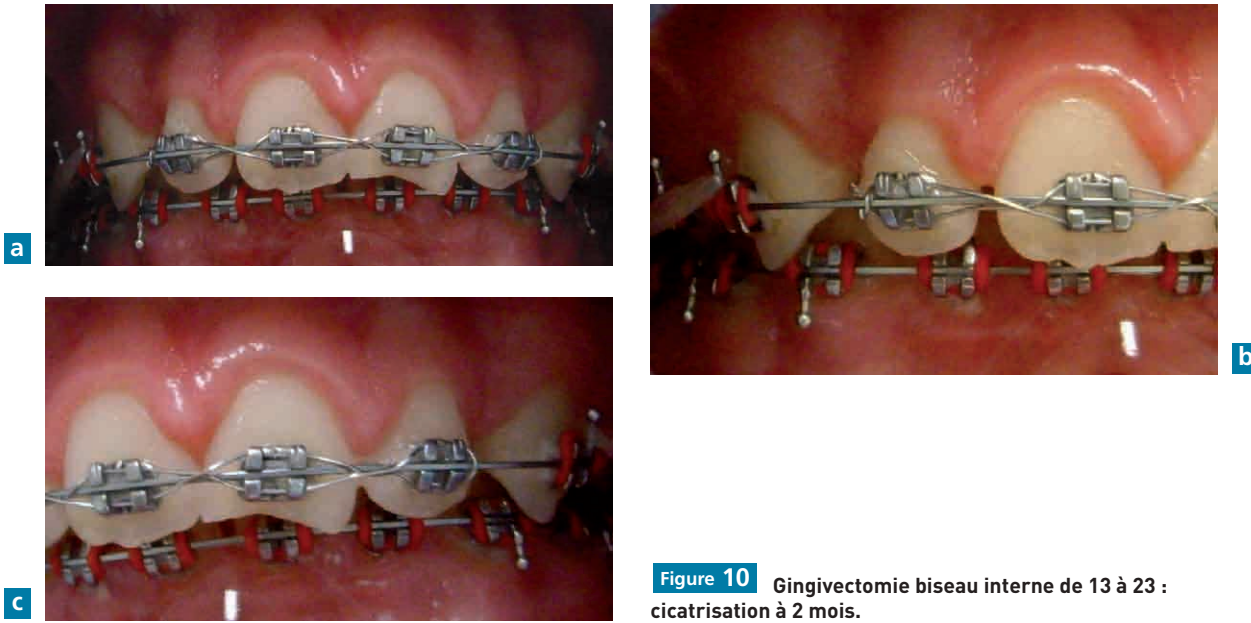 a
b
c
Figure 10 Gingivectomie biseau interne de 13 à 23 :
cicatrisation à 2 mois.